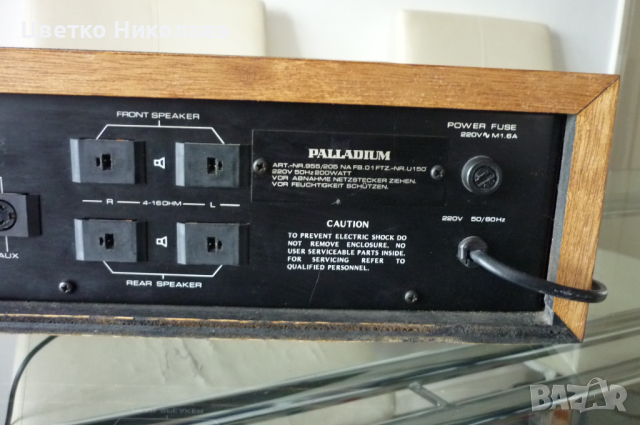 Цветко Николов
FRONT SPEAKER
POWER FUSE
220V~ M1.6A
PALLADIUM
ART.-NR.955/205 NA FB.01 FTZ.-NR.U150
220V 50Hz 200WATT
VOR ABNAHME NETZSTECKER ZIEHEN.
VOR FEUCHTIGKEIT SCHÜTZEN.
R 4-16OHM L
220V 50/60Hz
AUX
CAUTION
TO PREVENT ELECTRIC SHOCK DO
NOT REMOVE ENCLOSURE. NO
USER SERVICEABLE PARTS INSIDE.
FOR SERVICING REFER TO
QUALIFIED PERSONNEL.
REAR SPEAKER
BAZAR